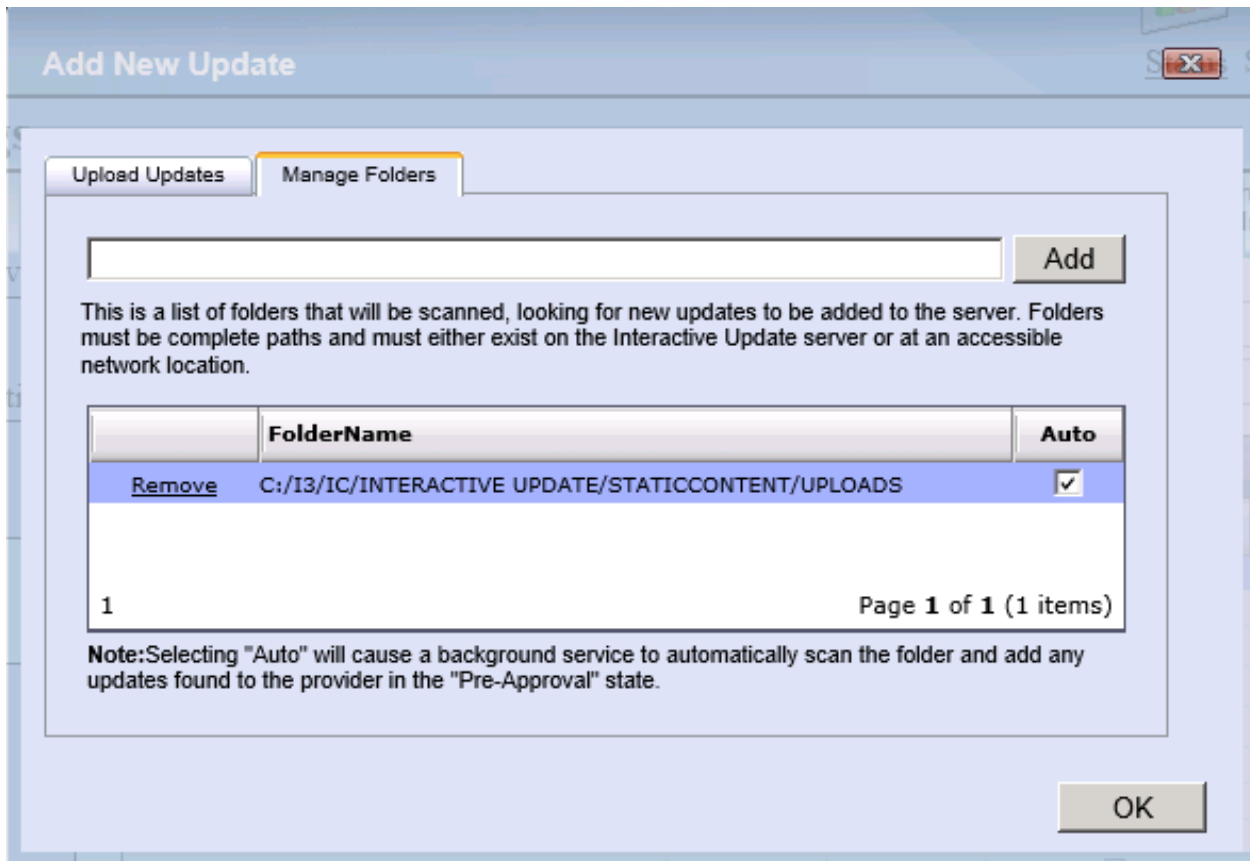 Add New Update
Upload Updates
Manage Folders
Add
This is a list of folders that will be scanned, looking for new updates to be added to the server. Folders
must be complete paths and must either exist on the Interactive Update server or at an accessible
network location.
FolderName Auto
Remove C:/I3/IC/INTERACTIVE UPDATE/STATICCONTENT/UPLOADS
1 Page 1 of 1 (1 items)
Note:Selecting "Auto" will cause a background service to automatically scan the folder and add any
updates found to the provider in the "Pre-Approval" state.
OK